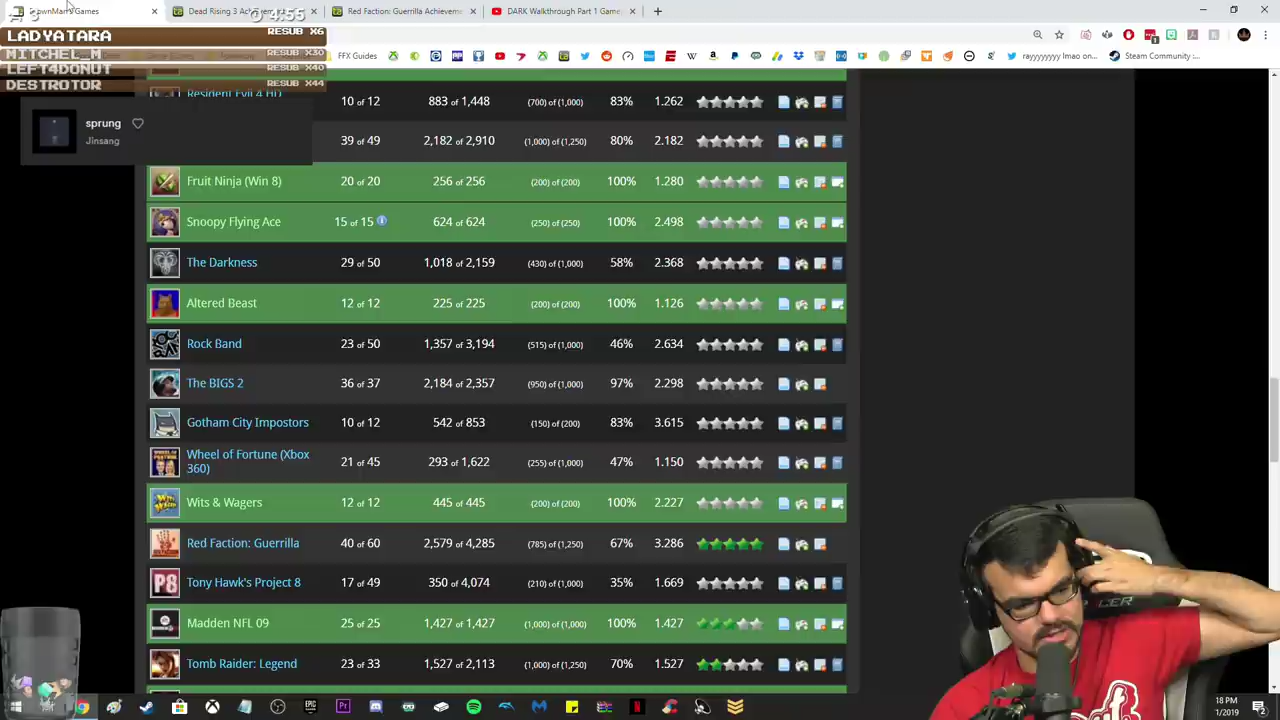 DawnMan's Games
4:55
Dead Rising 3 Ach
Red Faction: Guerrilla Achievem
DARK Walkthrough Part 1 Game
LADYATARA RESUB X6
MITCHEL_M RESUB X30
LEFT4DONUT RESUB X40
DESTROTOR RESUB X44
FFX Guides
rayyyyyyy lmao on...
Steam Community :...
sprung
Jinsang
Resident Evil 4 HD 10 of 12 883 of 1,448 (700) of (1,000) 83% 1.262
39 of 49 2,182 of 2,910 (1,000) of (1,250) 80% 2.182
Fruit Ninja (Win 8) 20 of 20 256 of 256 (200) of (200) 100% 1.280
Snoopy Flying Ace 15 of 15 624 of 624 (250) of (250) 100% 2.498
The Darkness 29 of 50 1,018 of 2,159 (430) of (1,000) 58% 2.368
Altered Beast 12 of 12 225 of 225 (200) of (200) 100% 1.126
Rock Band 23 of 50 1,357 of 3,194 (515) of (1,000) 46% 2.634
The BIGS 2 36 of 37 2,184 of 2,357 (950) of (1,000) 97% 2.298
Gotham City Impostors 10 of 12 542 of 853 (150) of (200) 83% 3.615
Wheel of Fortune (Xbox 360) 21 of 45 293 of 1,622 (255) of (1,000) 47% 1.150
Wits & Wagers 12 of 12 445 of 445 (200) of (200) 100% 2.227
Red Faction: Guerrilla 40 of 60 2,579 of 4,285 (785) of (1,250) 67% 3.286
Tony Hawk's Project 8 17 of 49 350 of 4,074 (210) of (1,000) 35% 1.669
Madden NFL 09 25 of 25 1,427 of 1,427 (1,000) of (1,000) 100% 1.427
Tomb Raider: Legend 23 of 33 1,527 of 2,113 (1,000) of (1,250) 70% 1.527
18 PM
1/2019